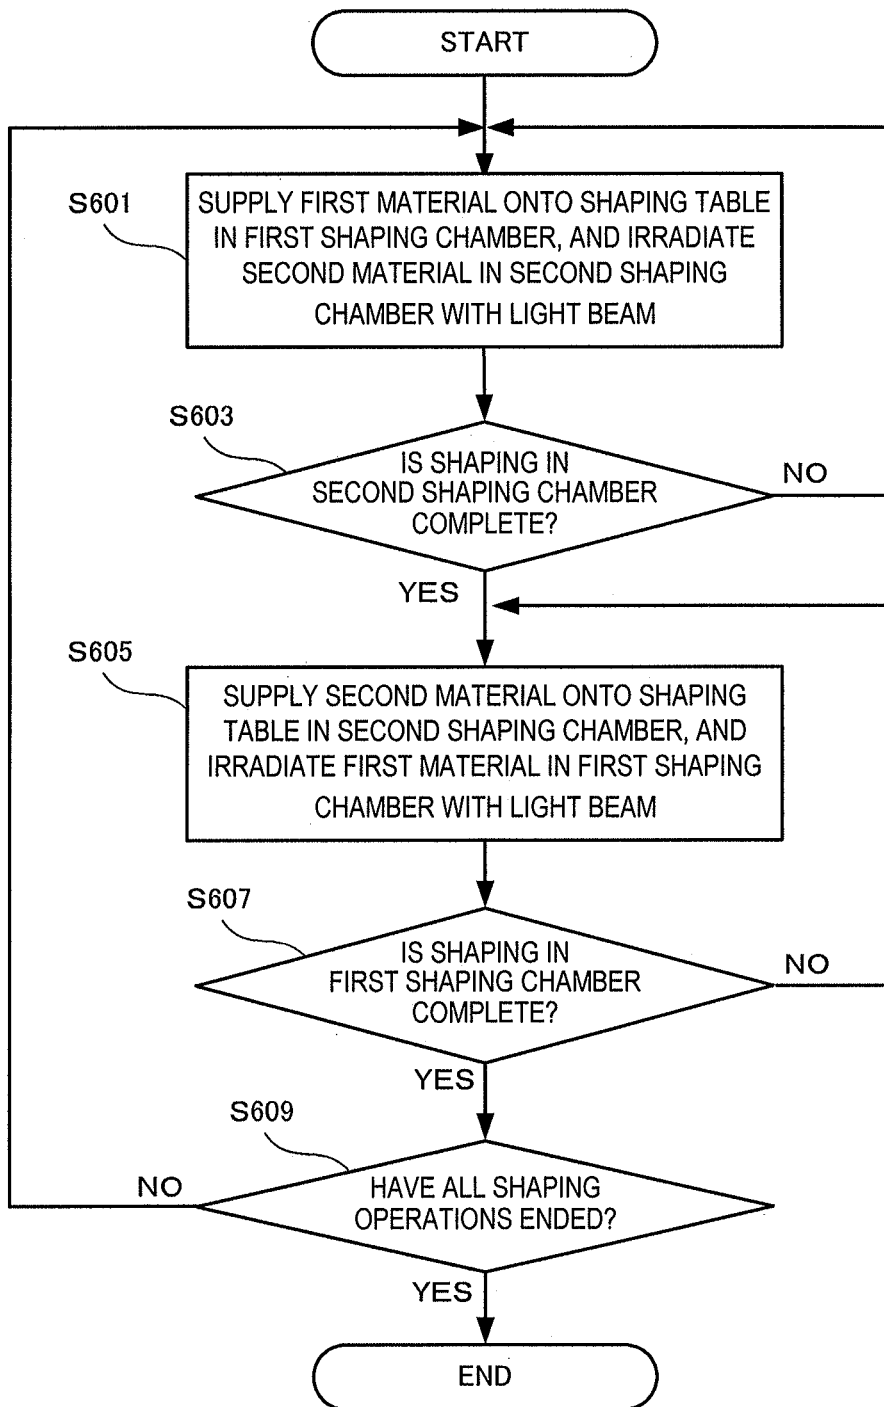 START
S601
SUPPLY FIRST MATERIAL ONTO SHAPING TABLE
IN FIRST SHAPING CHAMBER, AND IRRADIATE
SECOND MATERIAL IN SECOND SHAPING
CHAMBER WITH LIGHT BEAM
S603
IS SHAPING IN
SECOND SHAPING CHAMBER
COMPLETE?
NO
YES
S605
SUPPLY SECOND MATERIAL ONTO SHAPING
TABLE IN SECOND SHAPING CHAMBER, AND
IRRADIATE FIRST MATERIAL IN FIRST SHAPING
CHAMBER WITH LIGHT BEAM
S607
IS SHAPING IN
FIRST SHAPING CHAMBER
COMPLETE?
NO
YES
S609
HAVE ALL SHAPING
OPERATIONS ENDED?
NO
YES
END